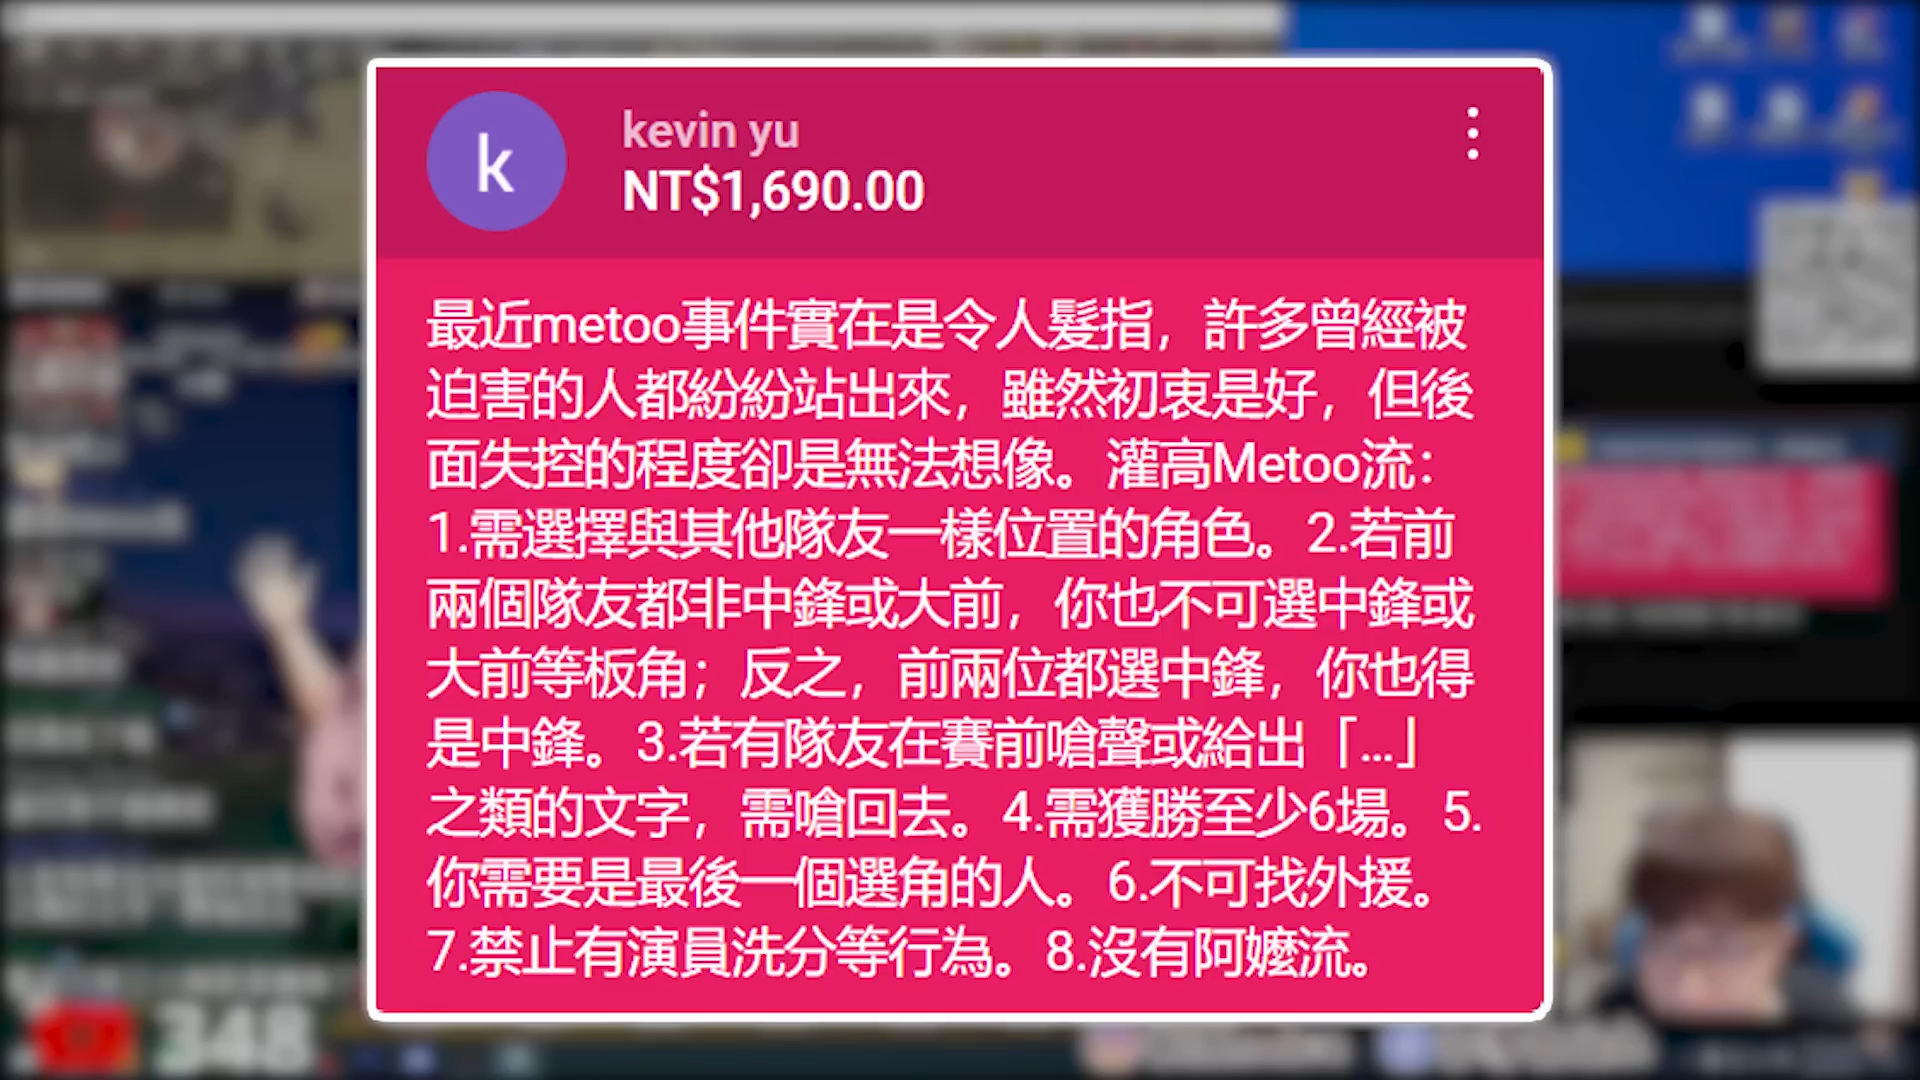 k
kevin yu
NT$1,690.00
最近metoo事件實在是令人髮指，許多曾經被
迫害的人都紛紛站出來，雖然初衷是好，但後
面失控的程度卻是無法想像。灌高Metoo流：
1.需選擇與其他隊友一樣位置的角色。2.若前
兩個隊友都非中鋒或大前，你也不可選中鋒或
大前等板角；反之，前兩位都選中鋒，你也得
是中鋒。3.若有隊友在賽前嗆聲或給出「...」
之類的文字，需嗆回去。4.需獲勝至少6場。5.
你需要是最後一個選角的人。6.不可找外援。
7.禁止有演員洗分等行為。8.沒有阿嬤流。
348